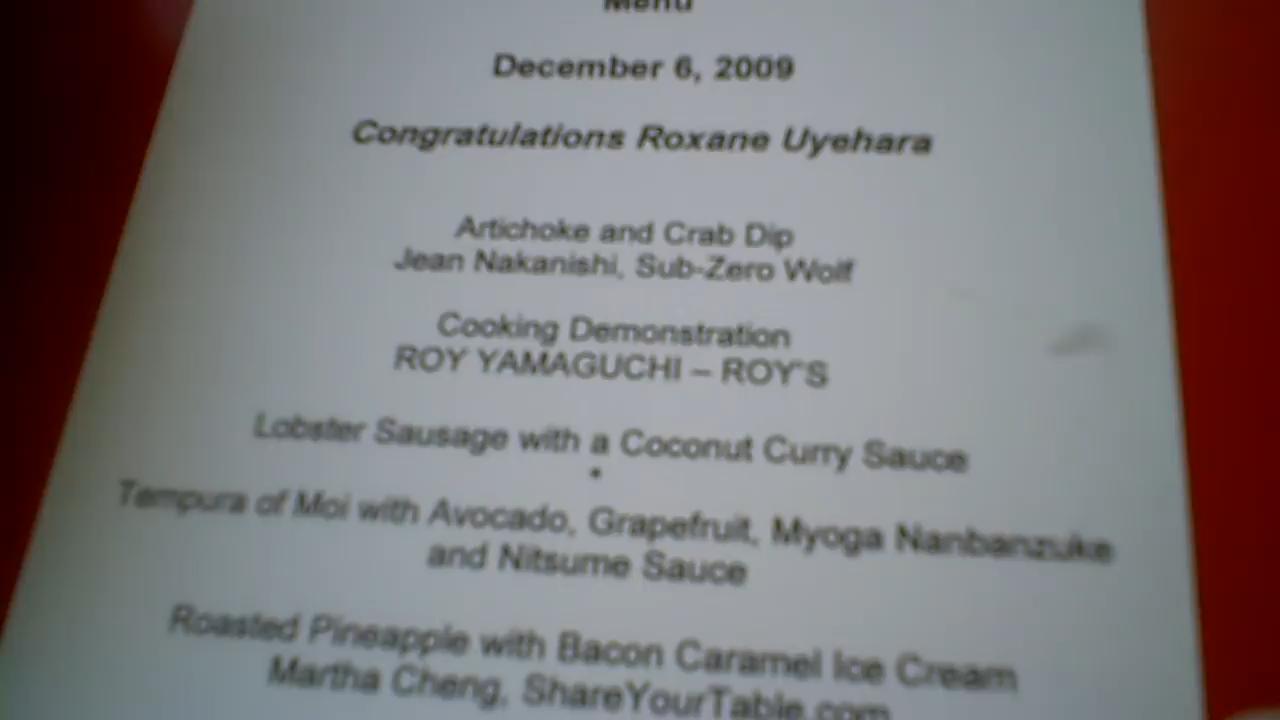 Menu
December 6, 2009
Congratulations Roxane Uyehara
Artichoke and Crab Dip
Jean Nakanishi, Sub-Zero Wolf
Cooking Demonstration
ROY YAMAGUCHI – ROY'S
Lobster Sausage with a Coconut Curry Sauce
*
Tempura of Moi with Avocado, Grapefruit, Myoga Nanbanzuke
and Nitsume Sauce
Roasted Pineapple with Bacon Caramel Ice Cream
Martha Cheng, ShareYourTable.com